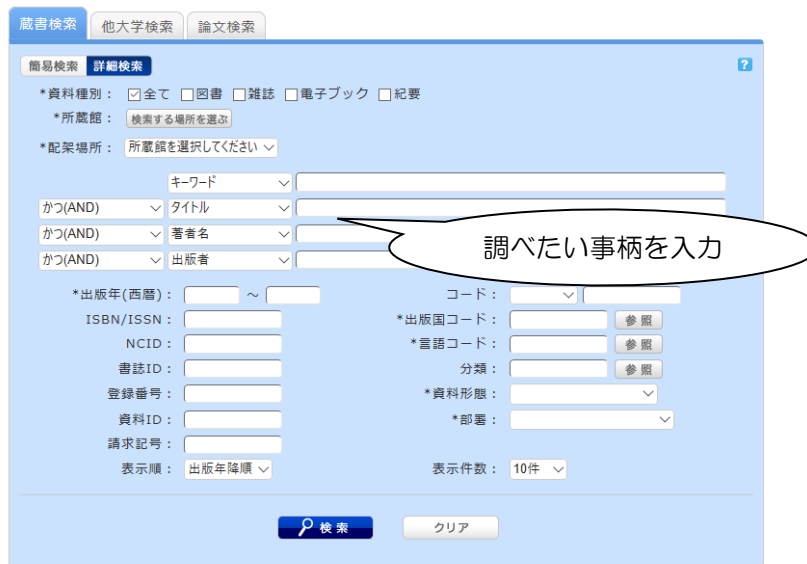 蔵書検索 他大学検索 論文検索
簡易検索 詳細検索 ?
*資料種別： 全て 図書 雑誌 電子ブック 紀要
*所蔵館： 検索する場所を選ぶ
*配架場所： 所蔵館を選択してください
キーワード
かつ(AND) タイトル
かつ(AND) 著者名
かつ(AND) 出版者
調べたい事柄を入力
*出版年(西暦)： ～ コード：
ISBN/ISSN： *出版国コード： 参照
NCID： *言語コード： 参照
書誌ID： 分類： 参照
登録番号： *資料形態：
資料ID： *部署：
請求記号：
表示順： 出版年降順 表示件数： 10件
検索 クリア